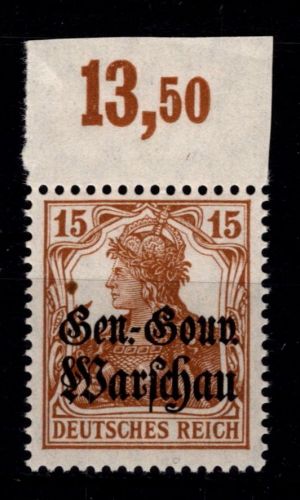 13,50
15 15
Gen.-Gouv.
Warſchau
DEUTSCHES REICH